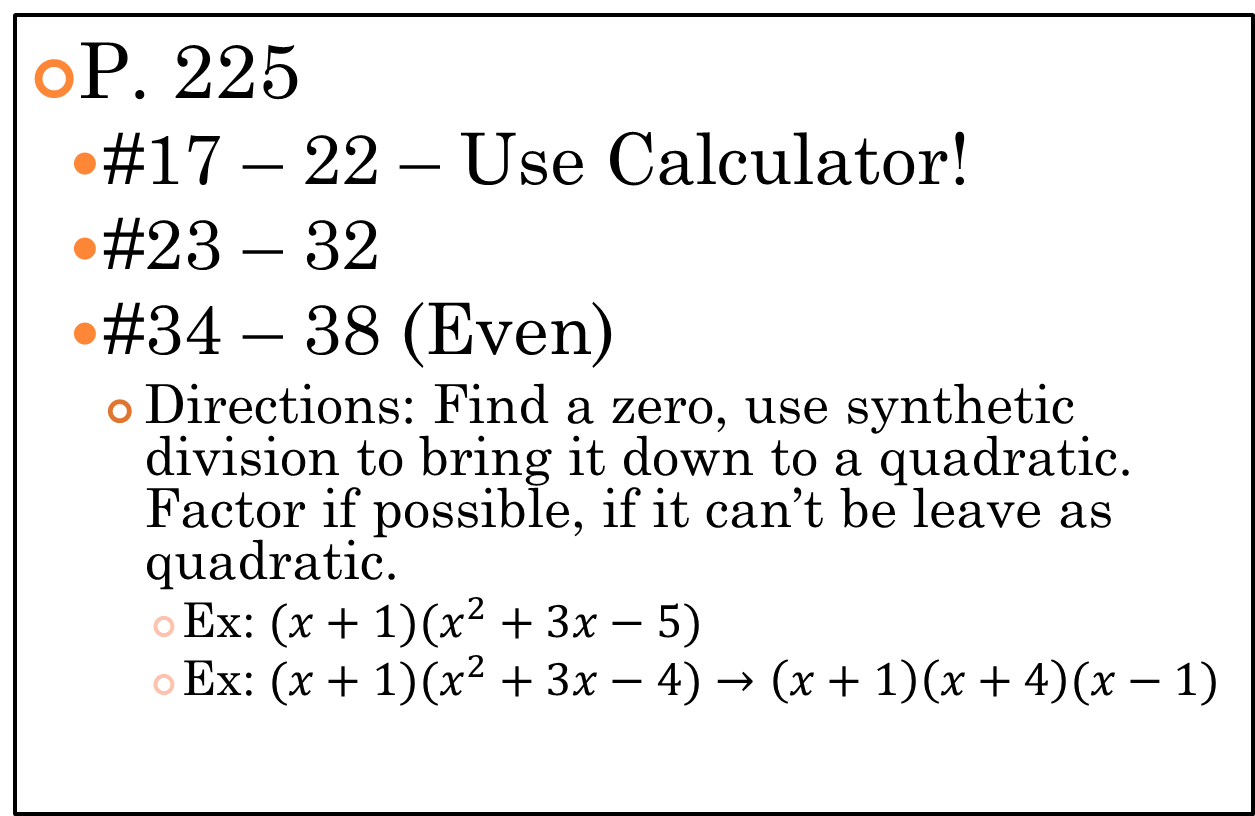 P. 225
#17 – 22 – Use Calculator!
#23 – 32
#34 – 38 (Even)
Directions: Find a zero, use synthetic
division to bring it down to a quadratic.
Factor if possible, if it can’t be leave as
quadratic.
Ex: (x + 1)(x² + 3x − 5)
Ex: (x + 1)(x² + 3x − 4) → (x + 1)(x + 4)(x − 1)